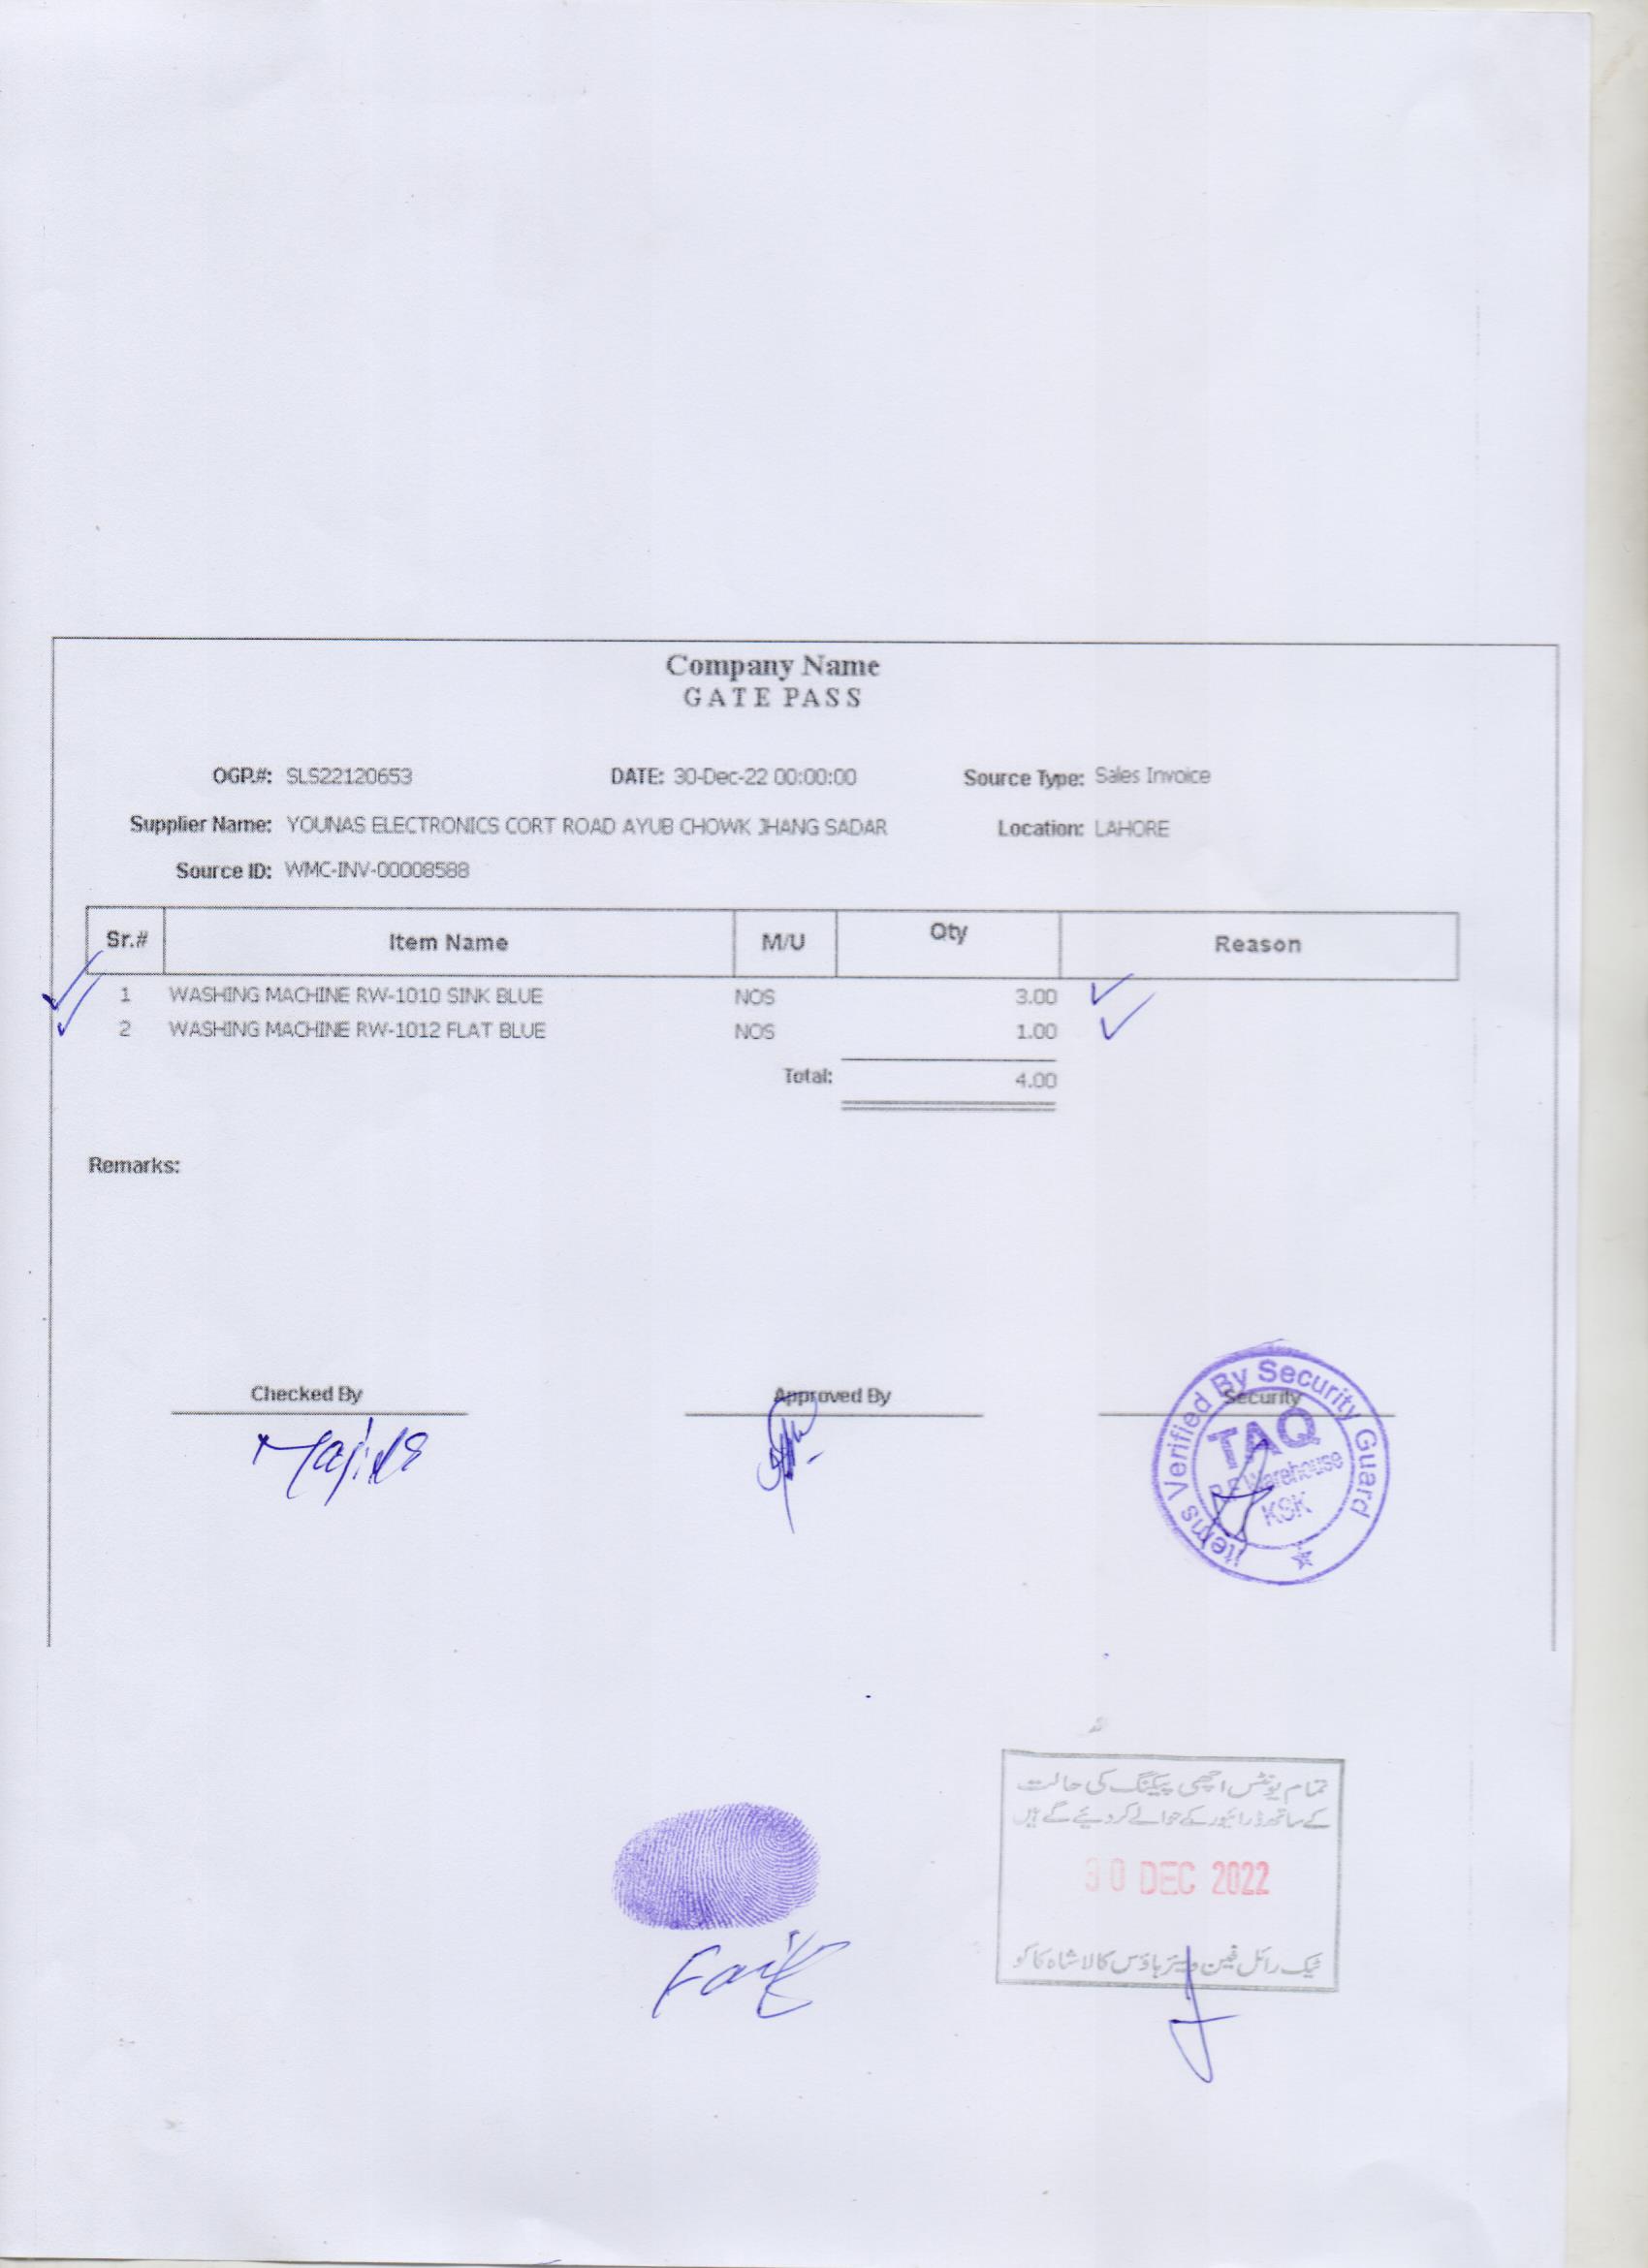 Company Name
GATE PASS
OGP.#: SLS22120653 DATE: 30-Dec-22 00:00:00 Source Type: Sales Invoice
Supplier Name: YOUNAS ELECTRONICS CORT ROAD AYUB CHOWK JHANG SADAR Location: LAHORE
Source ID: WMC-INV-00008588
Sr.# Item Name M/U Qty Reason
1 WASHING MACHINE RW-1010 SINK BLUE NOS 3.00
2 WASHING MACHINE RW-1012 FLAT BLUE NOS 1.00
Total: 4.00
Remarks:
Checked By Approved By Security
Items Verified By Security Guard
TAQ
Warehouse
KSK
تمام یونٹس اچھی پیکنگ کی حالت
کے ساتھ ڈرائیور کے حوالے کر دیئے گئے ہیں
30 DEC 2022
ٹیک رائل فین ویئر ہاؤس کالا شاہ کاکو